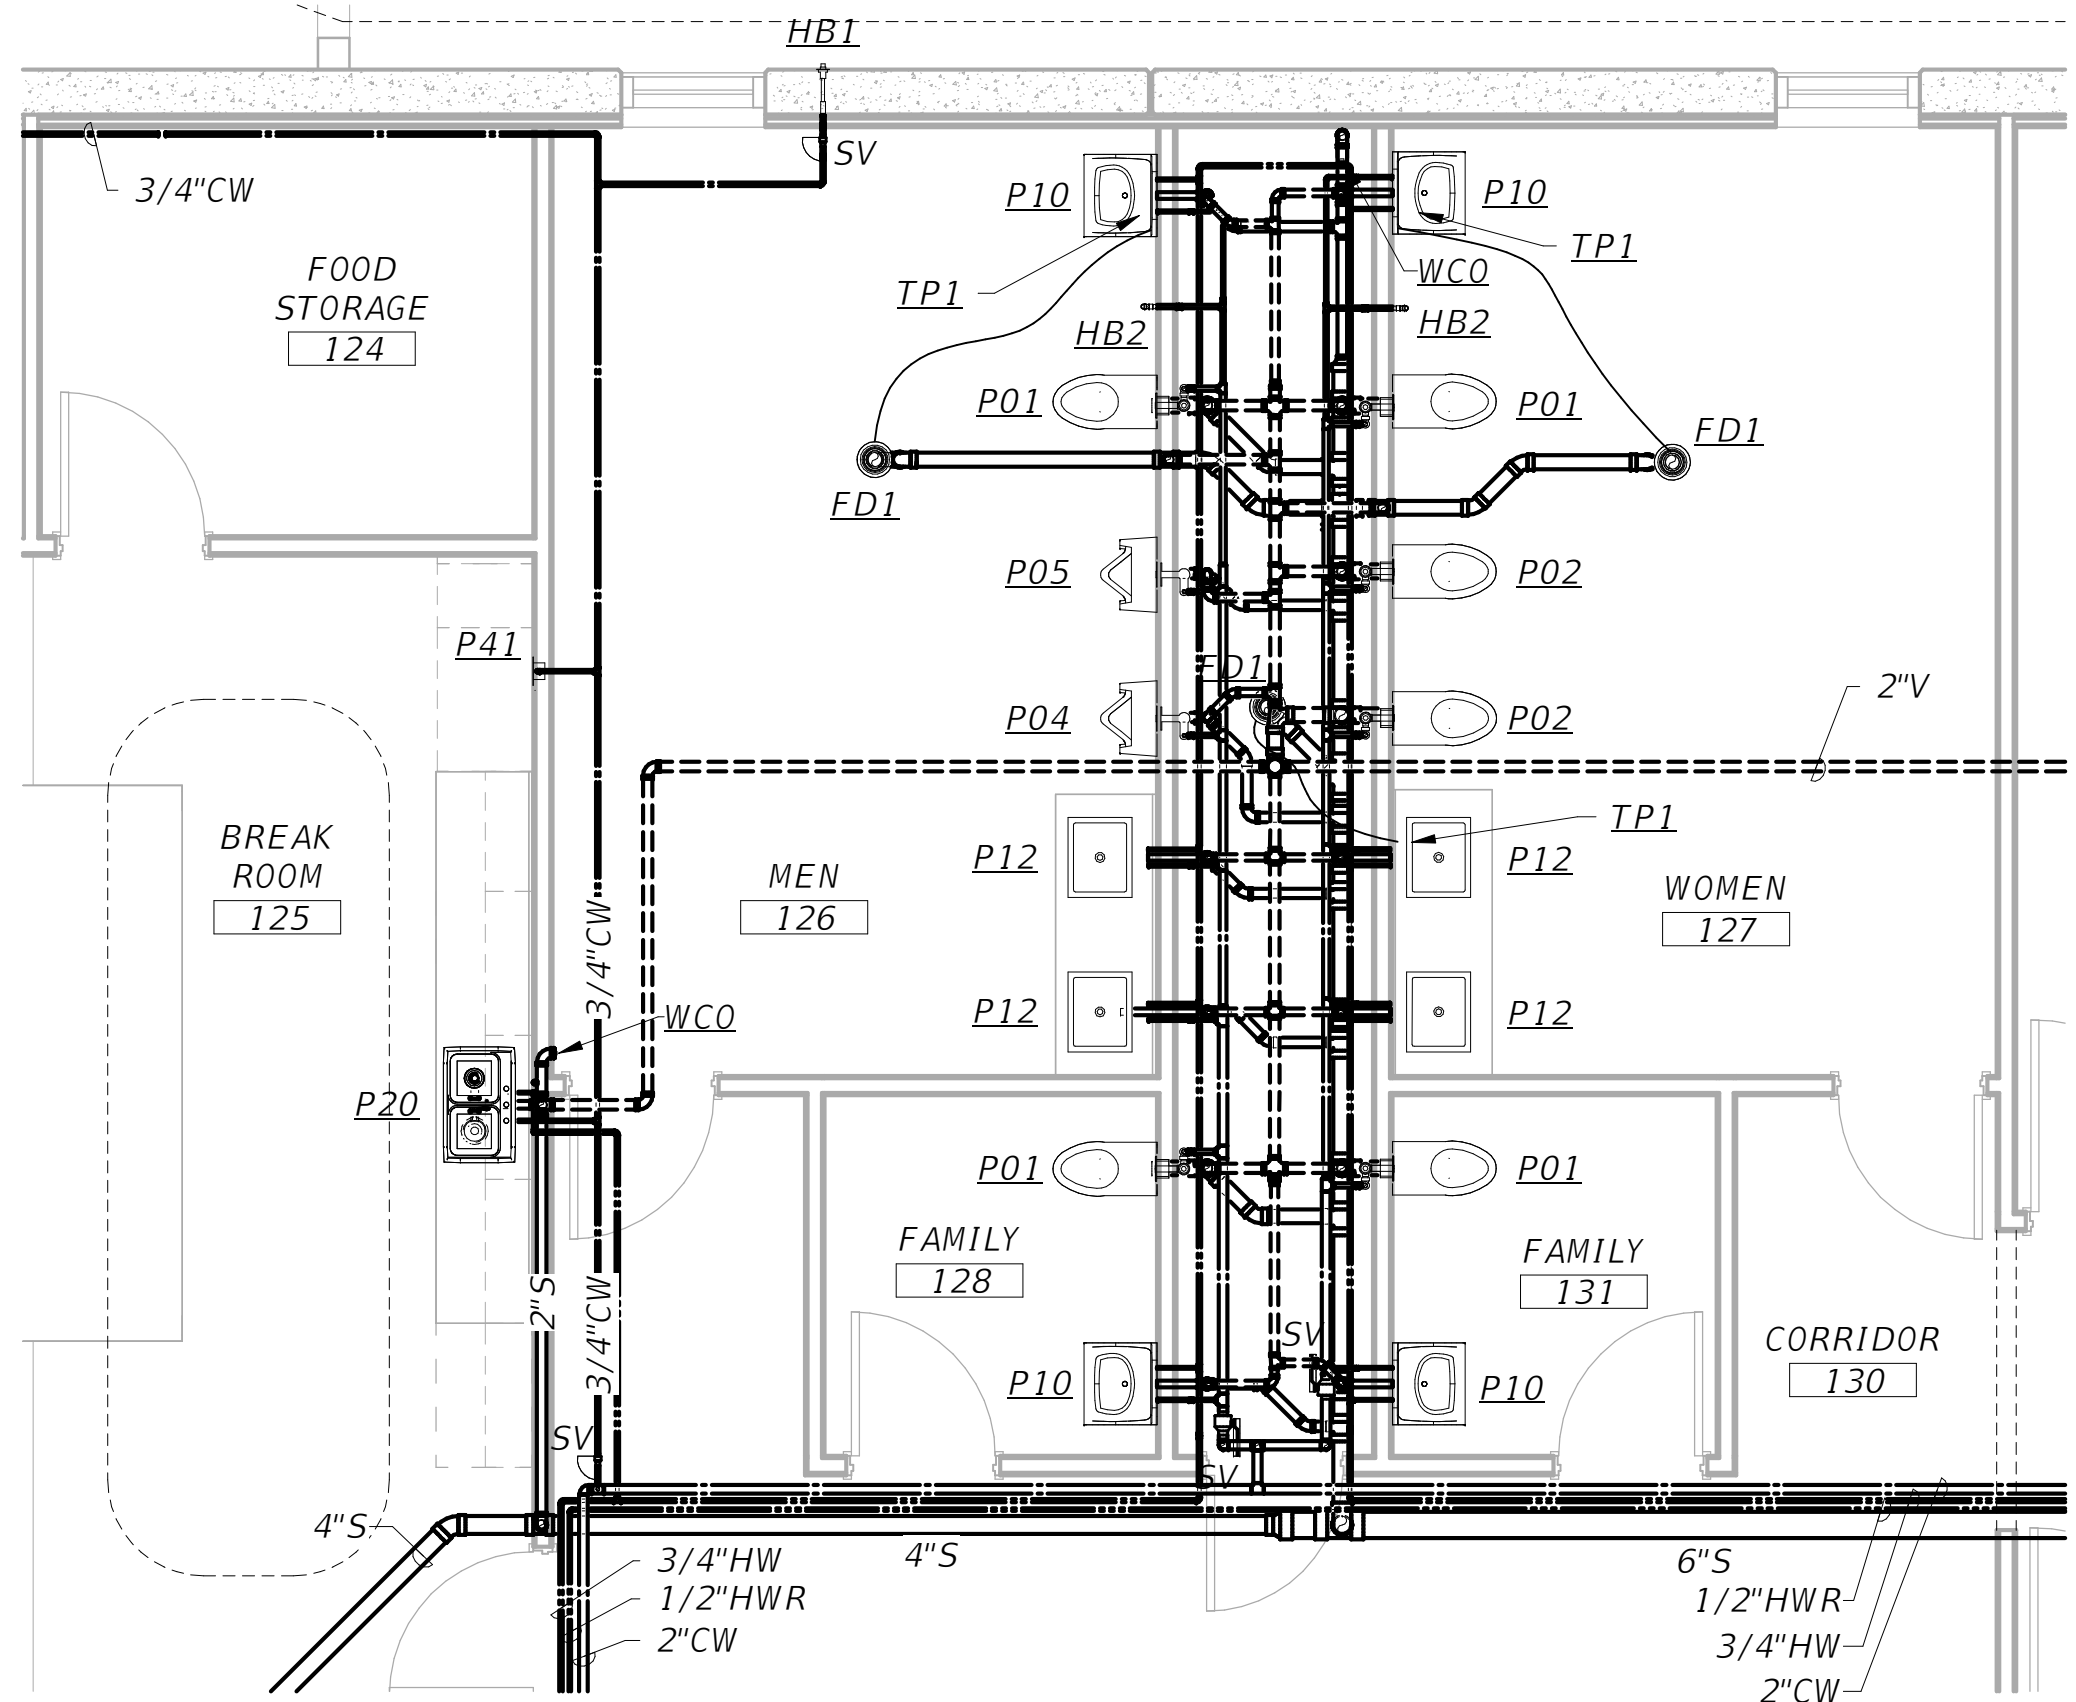 HB1
SV
3/4"CW
P10
P10
TP1
WCO
FOOD
STORAGE
124
TP1
HB2
HB2
P01
P01
FD1
FD1
P05
P02
P41
FD1
2"V
P04
P02
TP1
BREAK
ROOM
125
P12
P12
MEN
126
WOMEN
127
3/4"CW
WCO
P12
P12
P20
P01
P01
FAMILY
128
FAMILY
131
2"S
3/4"CW
SV
CORRIDOR
130
P10
P10
SV
SV
4"S
4"S
3/4"HW
6"S
1/2"HWR
1/2"HWR
2"CW
3/4"HW
2"CW